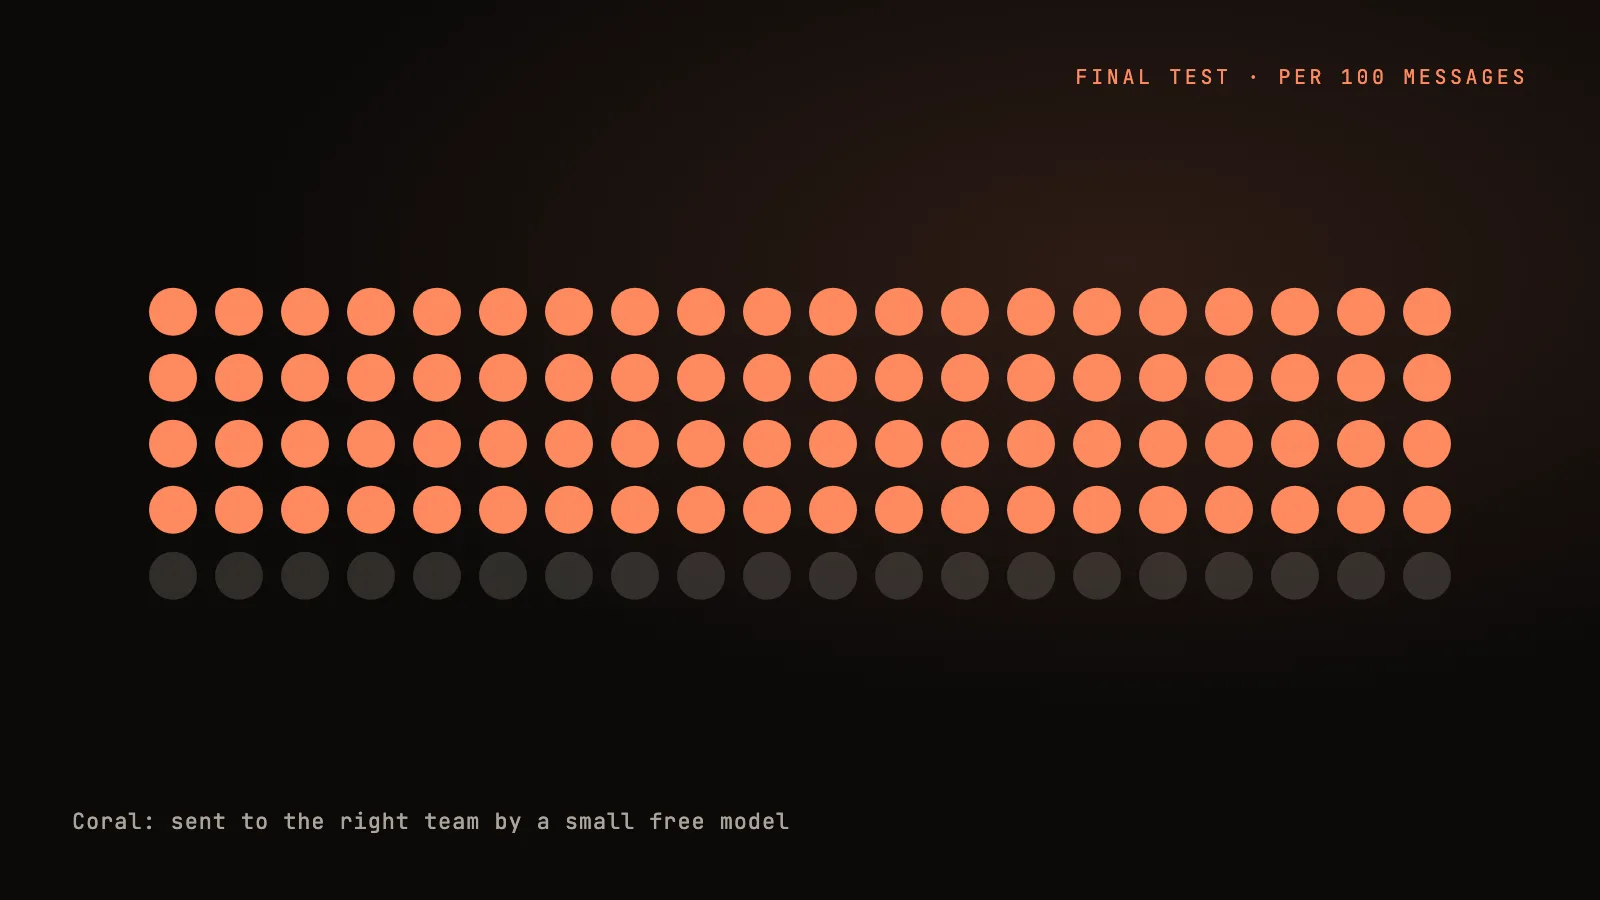 FINAL TEST · PER 100 MESSAGES
Coral: sent to the right team by a small free model